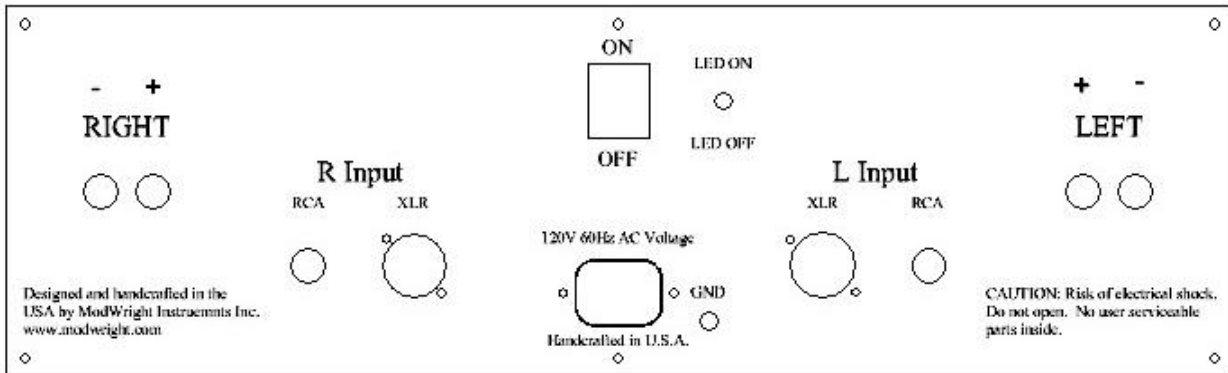 ON
LED ON
- +
RIGHT
+ -
LEFT
LED OFF
OFF
R Input
L Input
RCA XLR
XLR RCA
120V 60Hz AC Voltage
GND
Designed and handcrafted in the
USA by ModWright Instruemnts Inc.
www.modwright.com
CAUTION: Risk of electrical shock.
Do not open. No user serviceable
parts inside.
Handcrafted in U.S.A.